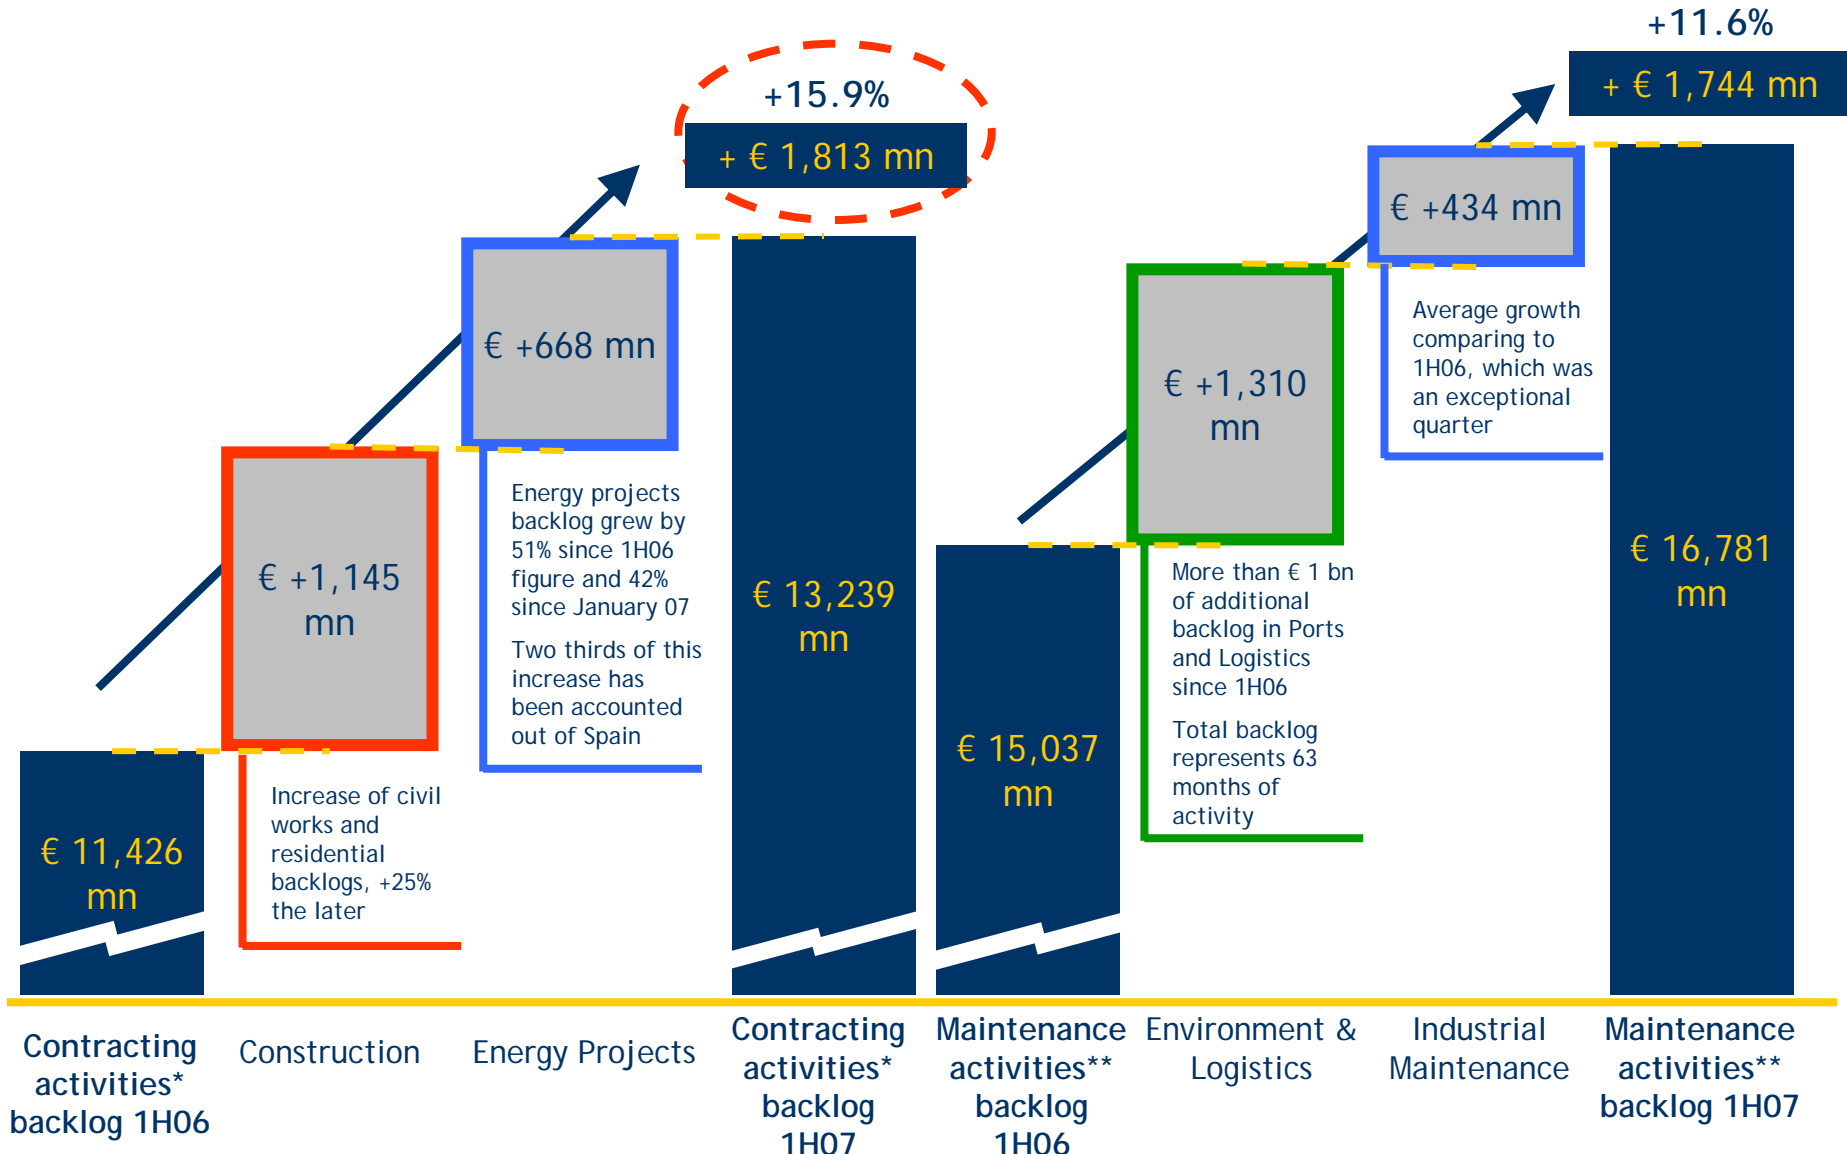 +11.6%
+ € 1,744 mn
+15.9%
+ € 1,813 mn
€ +434 mn
€ +668 mn
Average growth
comparing to
1H06, which was
an exceptional
quarter
€ +1,310
mn
Energy projects
backlog grew by
51% since 1H06
figure and 42%
since January 07
Two thirds of this
increase has
been accounted
out of Spain
€ +1,145
mn
€ 13,239
mn
More than € 1 bn
of additional
backlog in Ports
and Logistics
since 1H06
Total backlog
represents 63
months of
activity
€ 16,781
mn
€ 15,037
mn
Increase of civil
works and
residential
backlogs, +25%
the later
€ 11,426
mn
Contracting
activities*
backlog 1H06
Construction
Energy Projects
Contracting
activities*
backlog
1H07
Maintenance
activities**
backlog
1H06
Environment &
Logistics
Industrial
Maintenance
Maintenance
activities**
backlog 1H07